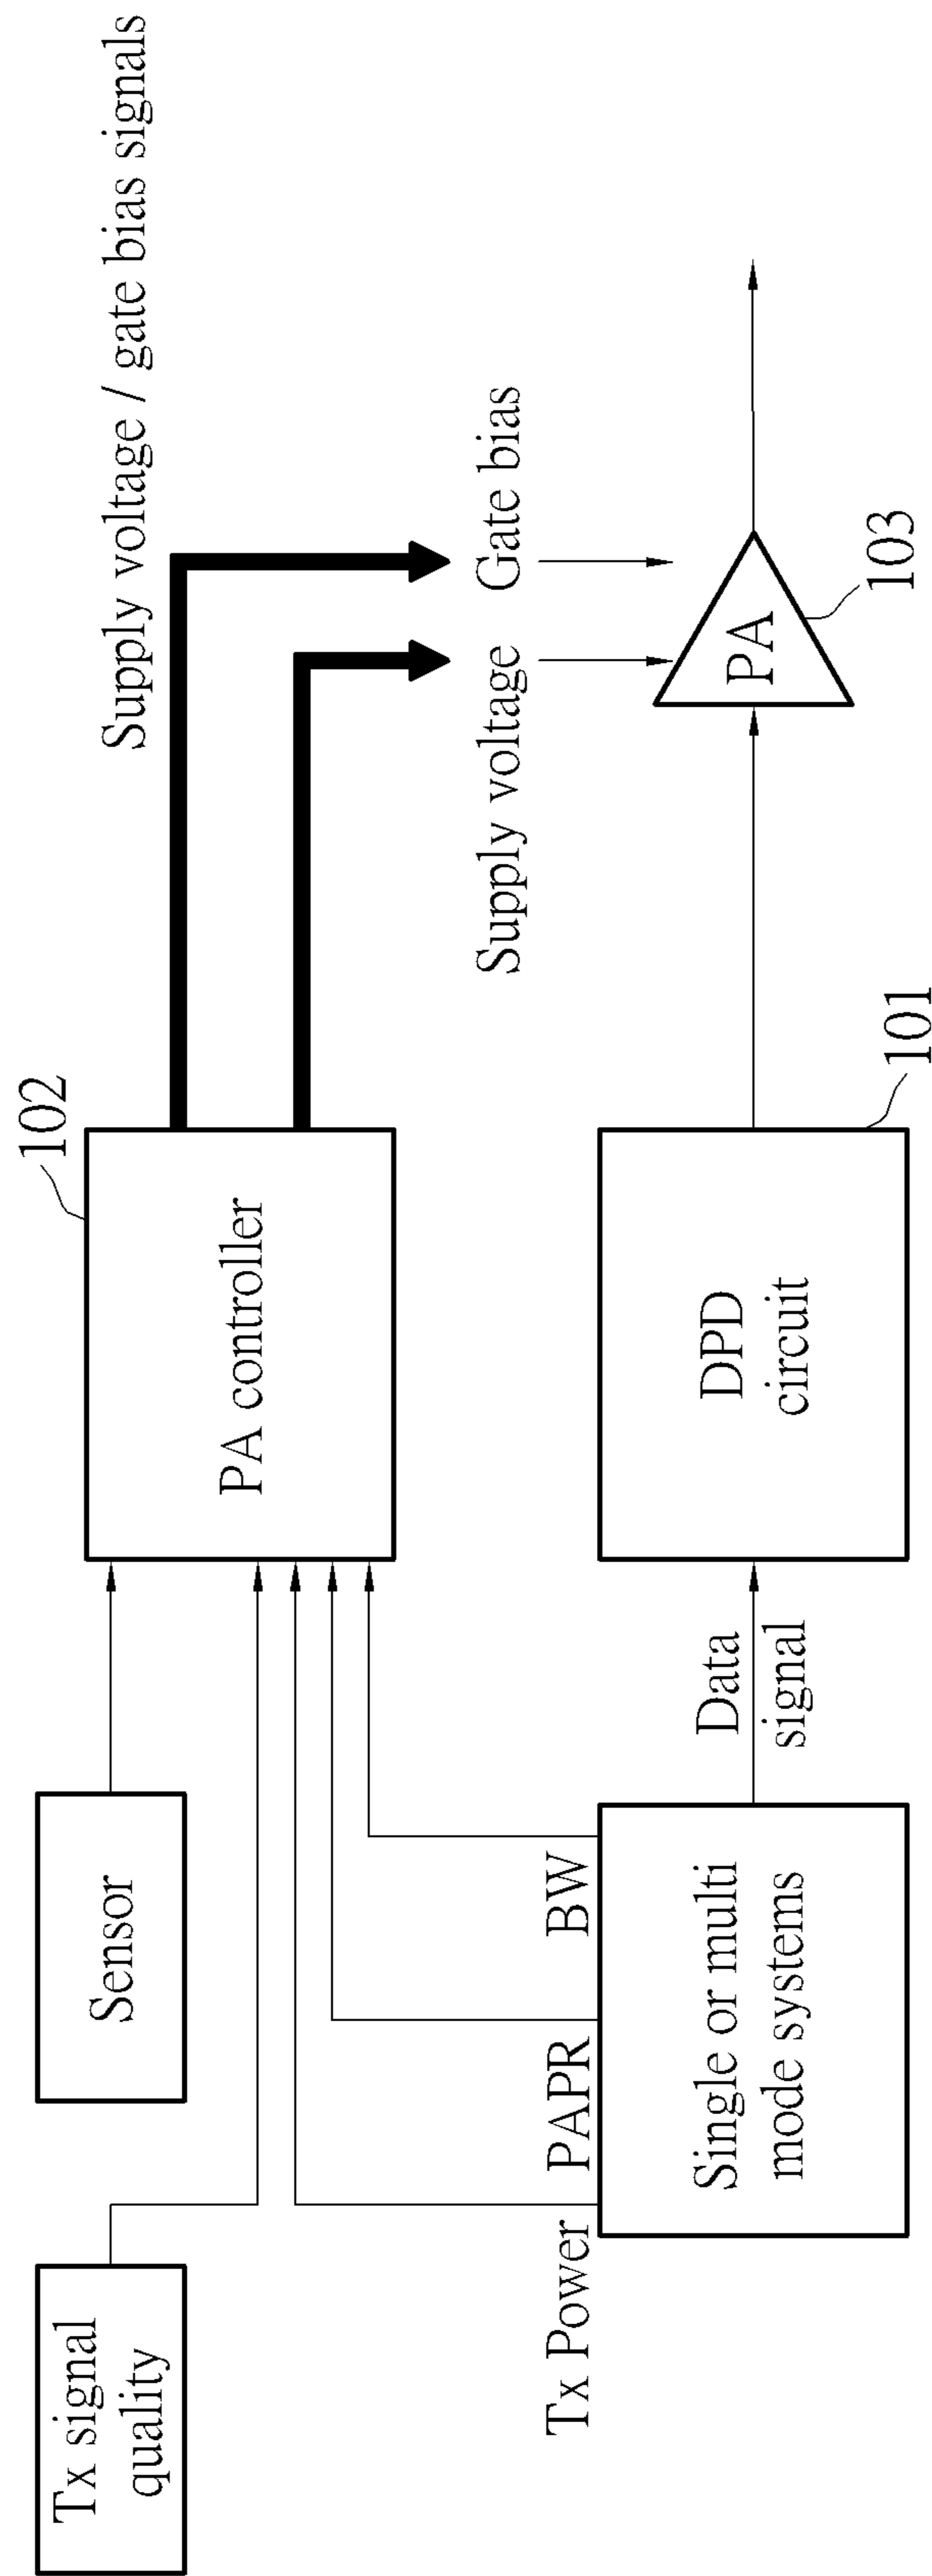 Tx signal
quality
Sensor
102
PA controller
Supply voltage / gate bias signals
Supply voltage
Gate bias
Tx Power
PAPR
BW
Single or multi
mode systems
Data
signal
DPD
circuit
101
PA
103